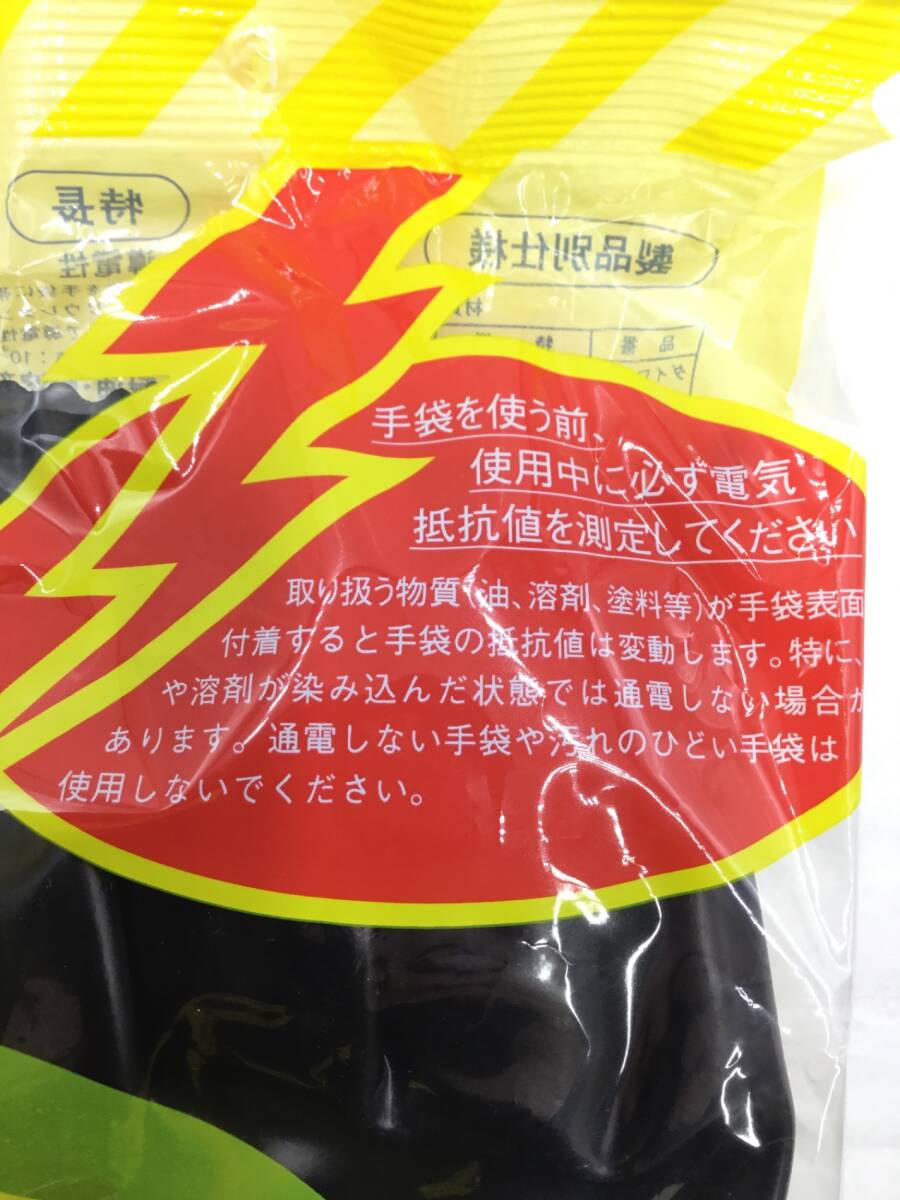 特長
製品別仕様
導電性
品番
手袋を使う前、
使用中に必ず電気
抵抗値を測定してください
取り扱う物質(油、溶剤、塗料等)が手袋表面
付着すると手袋の抵抗値は変動します。特に、
や溶剤が染み込んだ状態では通電しない場合が
あります。通電しない手袋や汚れのひどい手袋は
使用しないでください。